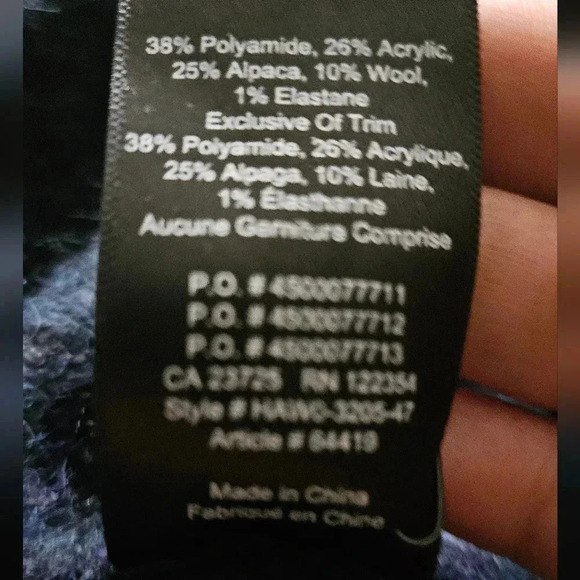 38% Polyamide, 26% Acrylic,
25% Alpaca, 10% Wool,
1% Elastane
Exclusive Of Trim
38% Polyamide, 26% Acrylique,
25% Alpaga, 10% Laine,
1% Élasthanne
Aucune Garniture Comprise
P.O. # 4500077711
P.O. # 4500077712
P.O. # 4500077713
CA 23725 RN 122354
Style # HAW0-3205-47
Article # 64419
Made in China
Fabriqué en Chine